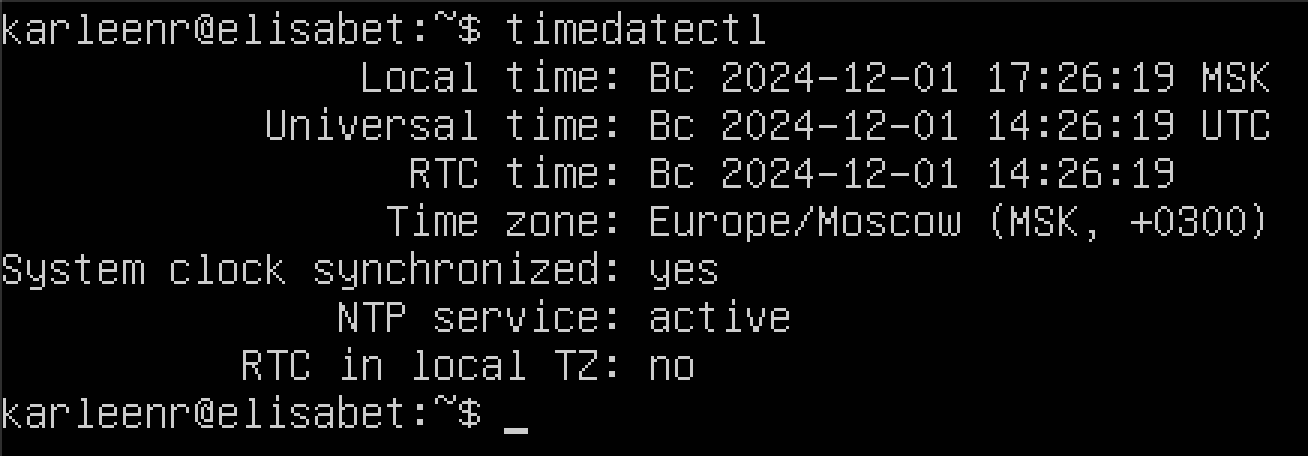 karleenr@elisabet:~$ timedatectl
Local time: Вс 2024-12-01 17:26:19 MSK
Universal time: Вс 2024-12-01 14:26:19 UTC
RTC time: Вс 2024-12-01 14:26:19
Time zone: Europe/Moscow (MSK, +0300)
System clock synchronized: yes
NTP service: active
RTC in local TZ: no
karleenr@elisabet:~$ _